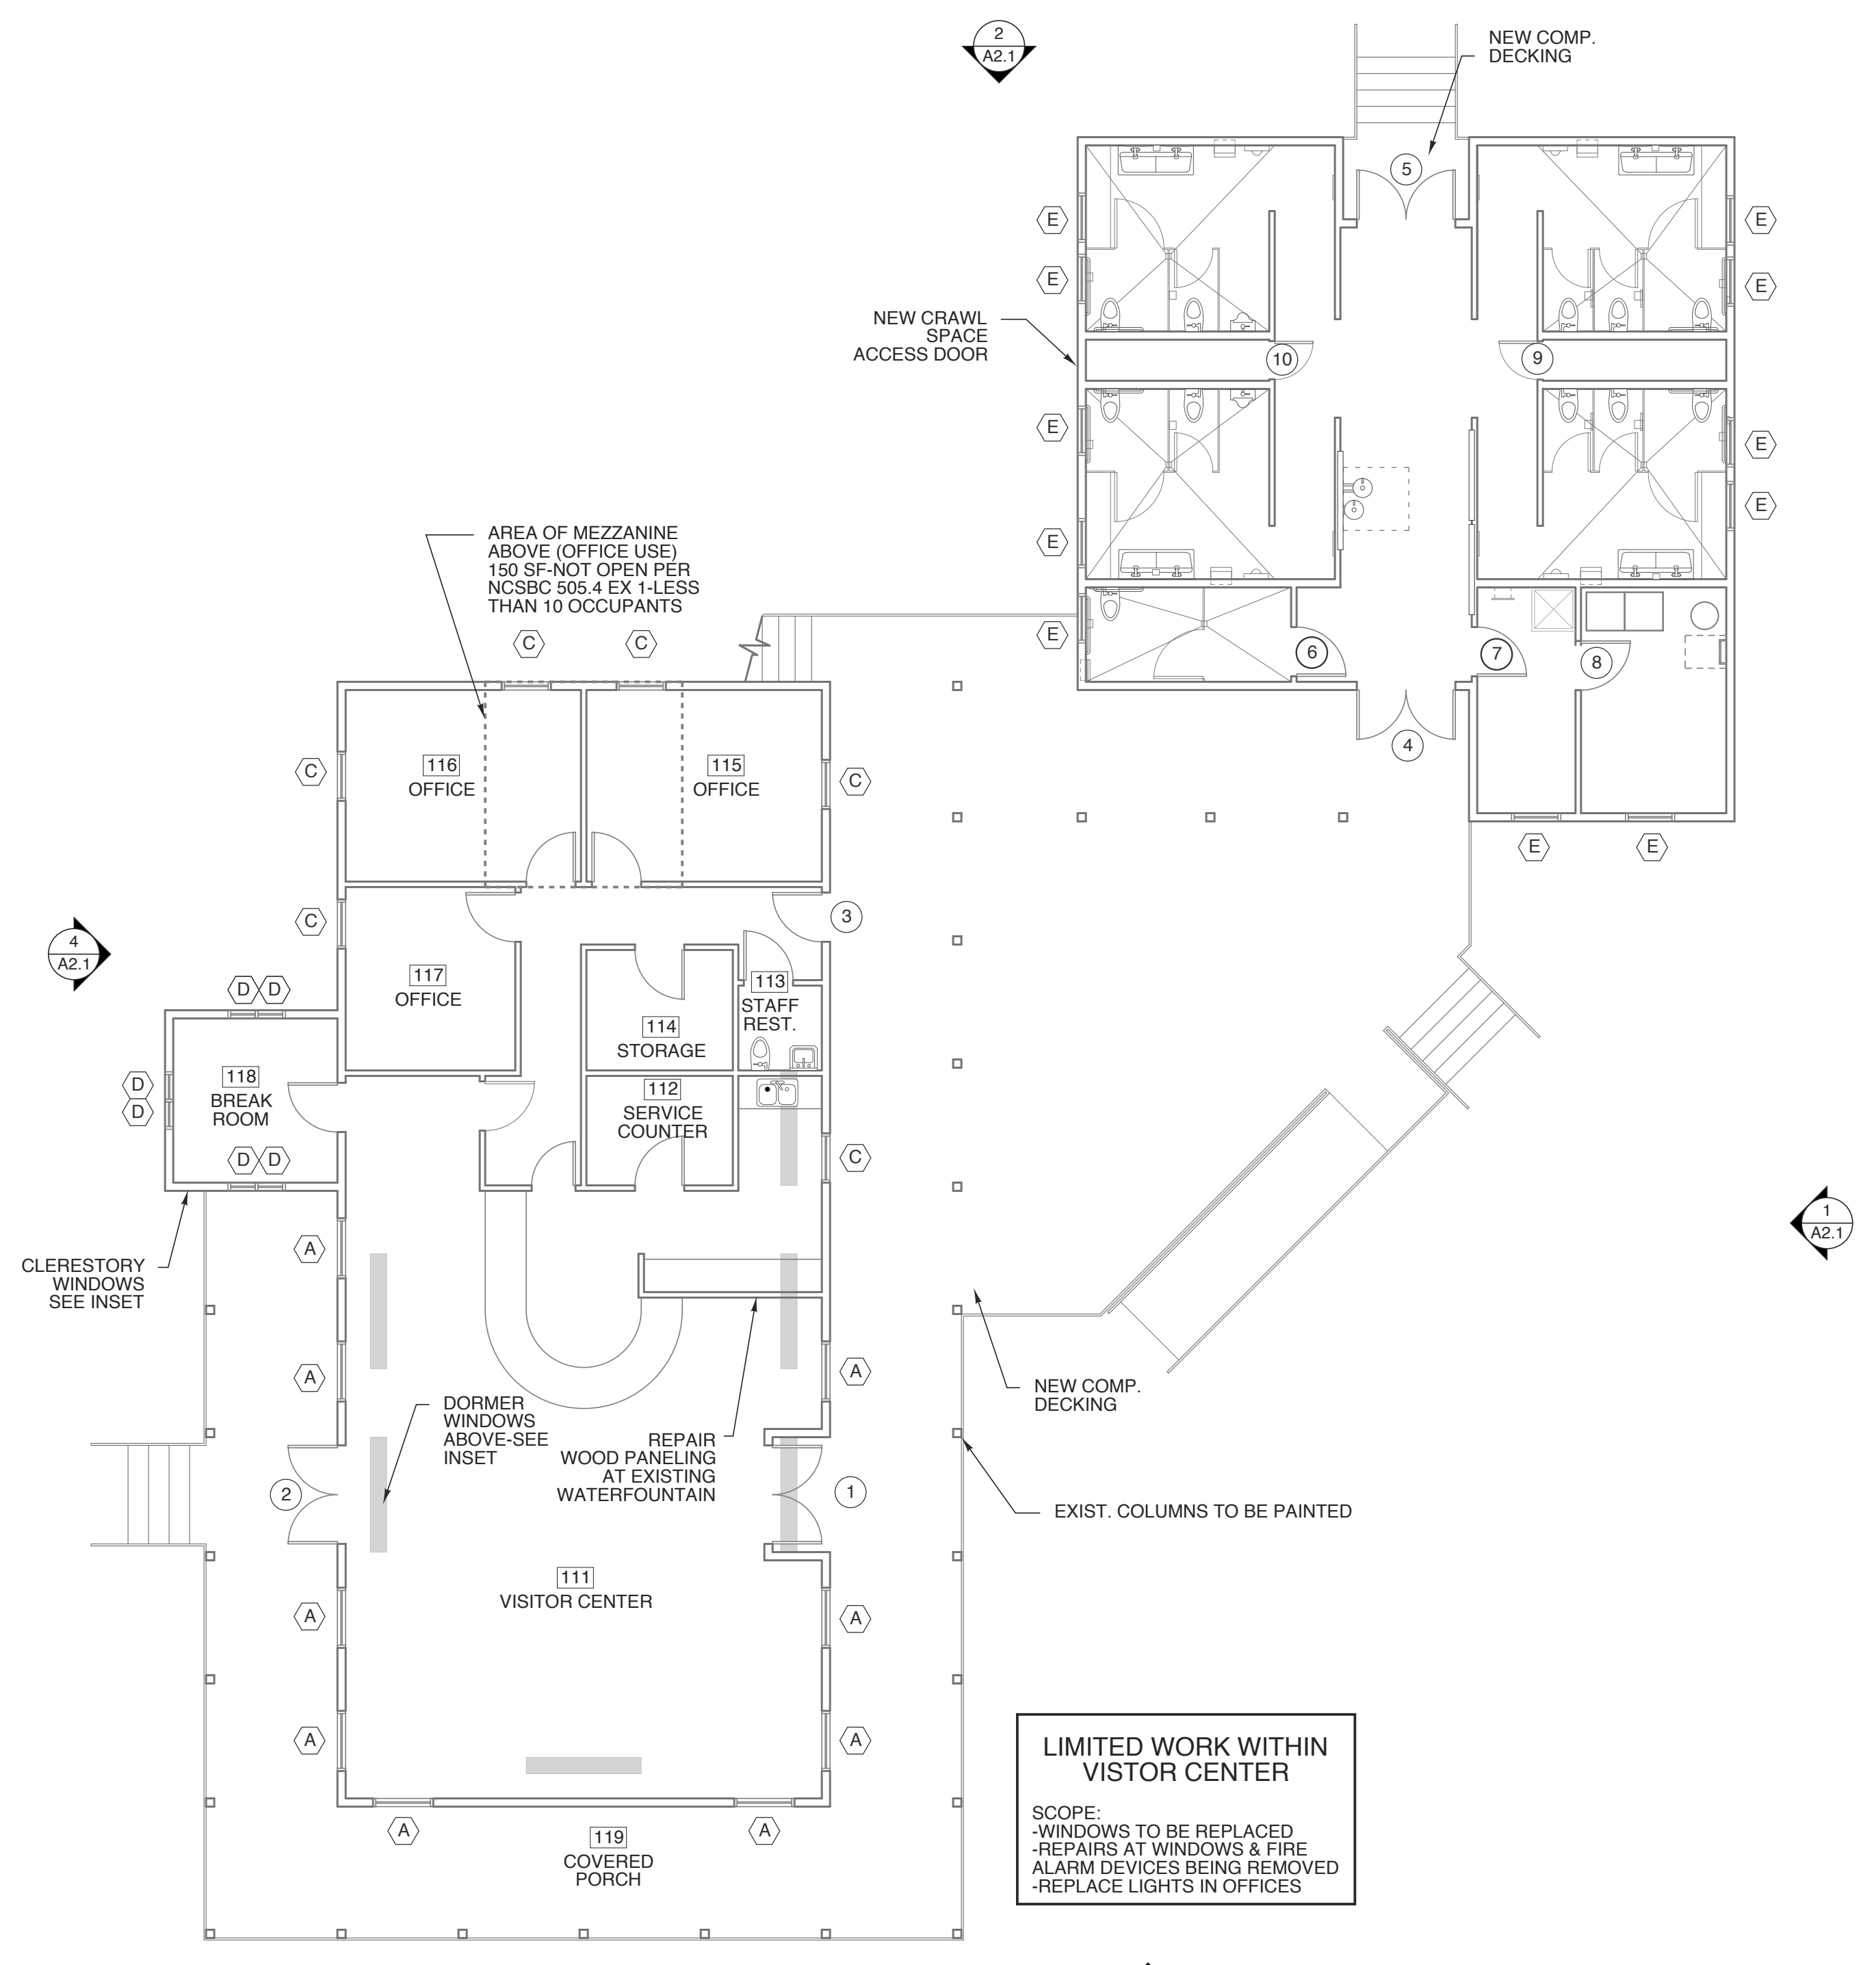 2
A2.1
NEW COMP.
DECKING
5
E
E
E
E
NEW CRAWL
SPACE
ACCESS DOOR
10
9
E
E
E
E
AREA OF MEZZANINE
ABOVE (OFFICE USE)
150 SF-NOT OPEN PER
NCSBC 505.4 EX 1-LESS
THAN 10 OCCUPANTS
C
C
E
6
7
8
4
E
E
C
116
OFFICE
115
OFFICE
C
C
3
4
A2.1
117
OFFICE
113
STAFF
REST.
114
STORAGE
D
D
D
D
118
BREAK
ROOM
D
D
112
SERVICE
COUNTER
C
1
A2.1
CLERESTORY
WINDOWS
SEE INSET
A
A
A
DORMER
WINDOWS
ABOVE-SEE
INSET
REPAIR
WOOD PANELING
AT EXISTING
WATERFOUNTAIN
NEW COMP.
DECKING
2
1
EXIST. COLUMNS TO BE PAINTED
111
VISITOR CENTER
A
A
A
A
A
A
119
COVERED
PORCH
LIMITED WORK WITHIN
VISTOR CENTER
SCOPE:
-WINDOWS TO BE REPLACED
-REPAIRS AT WINDOWS & FIRE
ALARM DEVICES BEING REMOVED
-REPLACE LIGHTS IN OFFICES